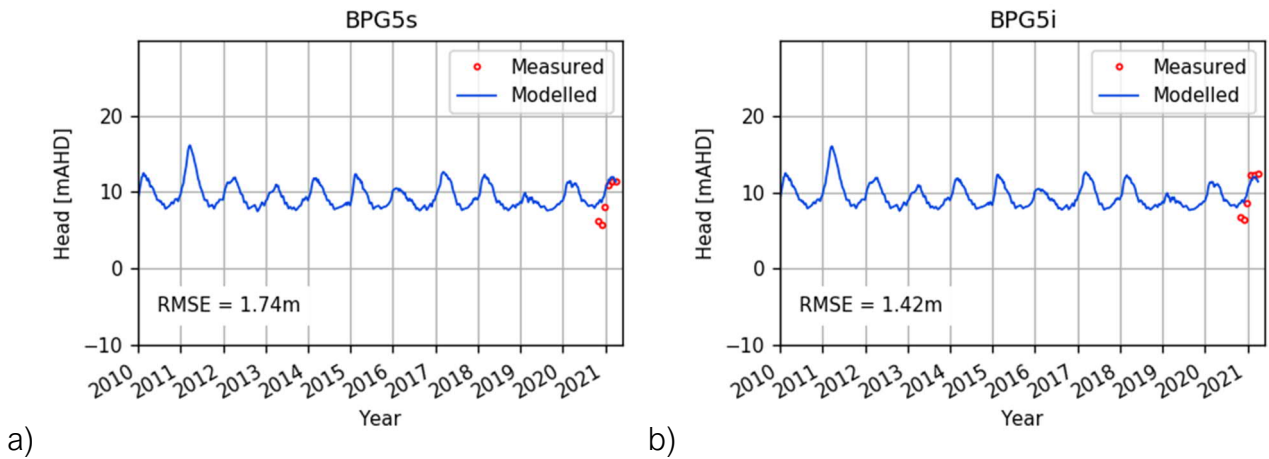 BPG5s
Measured
Modelled
20
10
0
−10
Head [mAHD]
RMSE = 1.74m
2010 2011 2012 2013 2014 2015 2016 2017 2018 2019 2020 2021
Year
a)
BPG5i
Measured
Modelled
20
10
0
−10
Head [mAHD]
RMSE = 1.42m
2010 2011 2012 2013 2014 2015 2016 2017 2018 2019 2020 2021
Year
b)